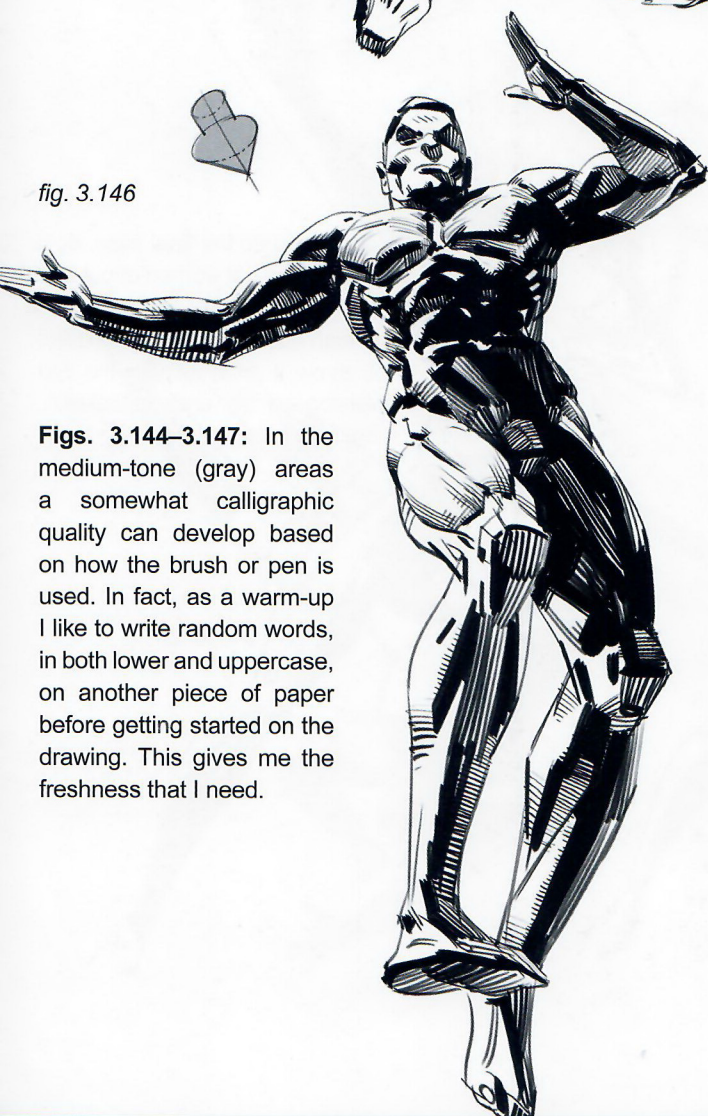 fig. 3.146
Figs. 3.144–3.147: In the
medium-tone (gray) areas
a somewhat calligraphic
quality can develop based
on how the brush or pen is
used. In fact, as a warm-up
I like to write random words,
in both lower and uppercase,
on another piece of paper
before getting started on the
drawing. This gives me the
freshness that I need.